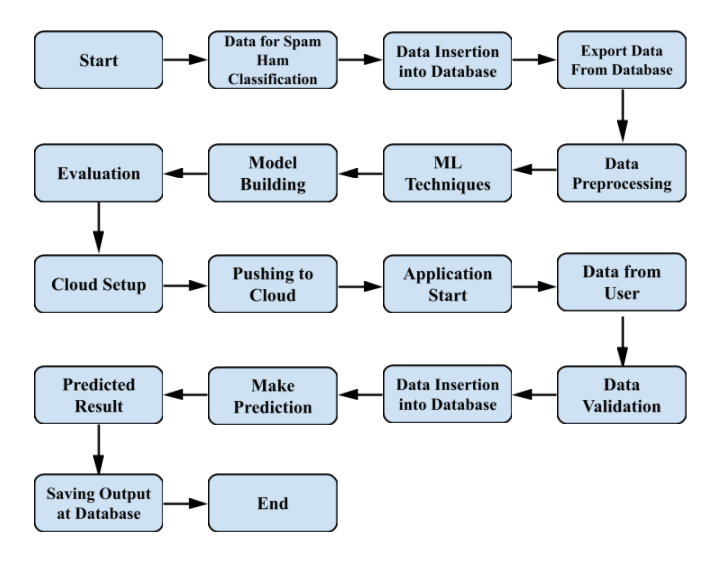 Start
Data for Spam
Ham
Classification
Data Insertion
into Database
Export Data
From Database
Data
Preprocessing
ML
Techniques
Model
Building
Evaluation
Cloud Setup
Pushing to
Cloud
Application
Start
Data from
User
Data
Validation
Data Insertion
into Database
Make
Prediction
Predicted
Result
Saving Output
at Database
End